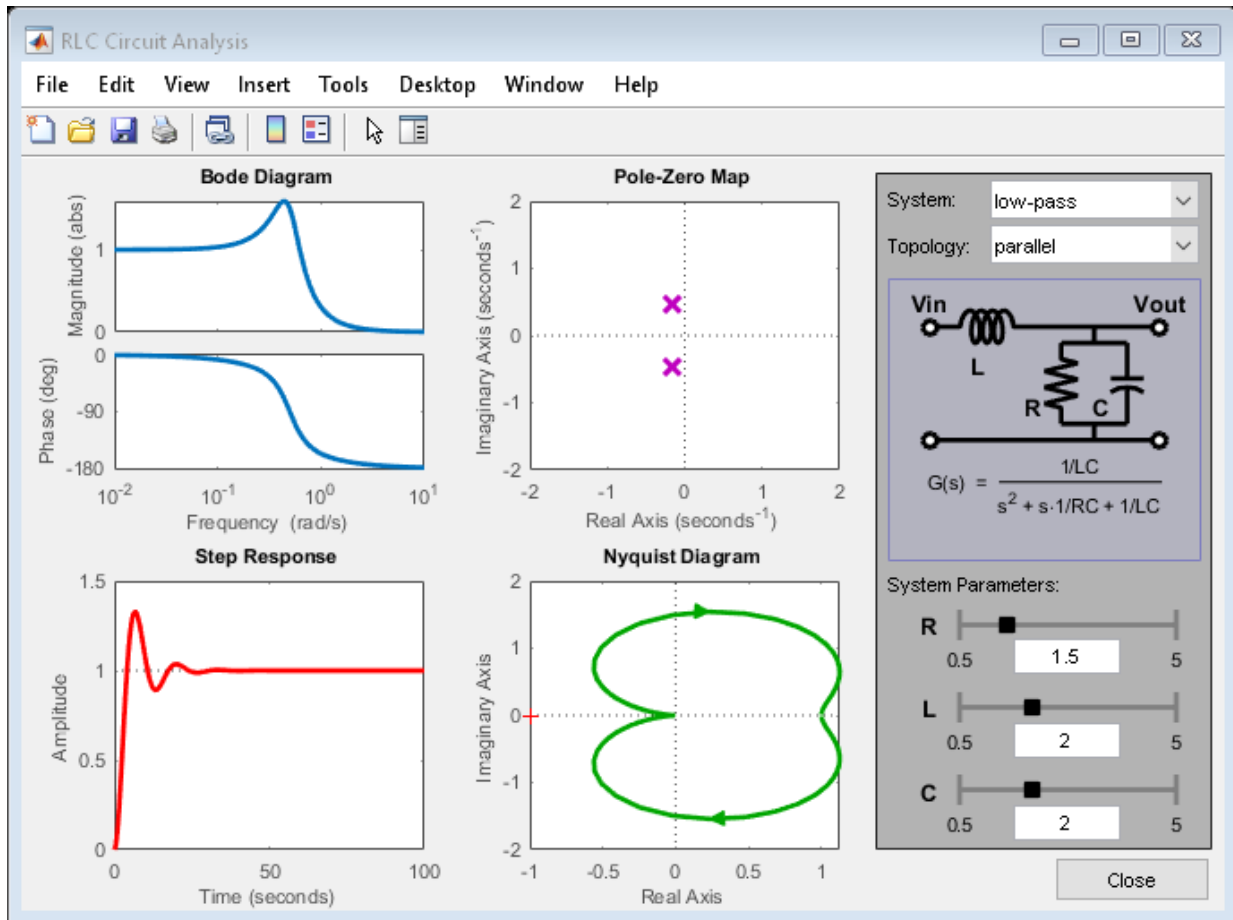 RLC Circuit Analysis
File Edit View Insert Tools Desktop Window Help
Bode Diagram
Magnitude (abs)
1
0
Phase (deg)
0
-90
-180
10^-2 10^-1 10^0 10^1
Frequency (rad/s)
Pole-Zero Map
Imaginary Axis (seconds^-1)
2
1
0
-1
-2
-2 -1 0 1 2
Real Axis (seconds^-1)
Step Response
Amplitude
1.5
1
0.5
0
0 50 100
Time (seconds)
Nyquist Diagram
Imaginary Axis
2
1
0
-1
-2
-1 -0.5 0 0.5 1
Real Axis
System: low-pass
Topology: parallel
Vin Vout
L
R C
G(s) = 1/LC
s^2 + s·1/RC + 1/LC
System Parameters:
R
0.5 1.5 5
L
0.5 2 5
C
0.5 2 5
Close